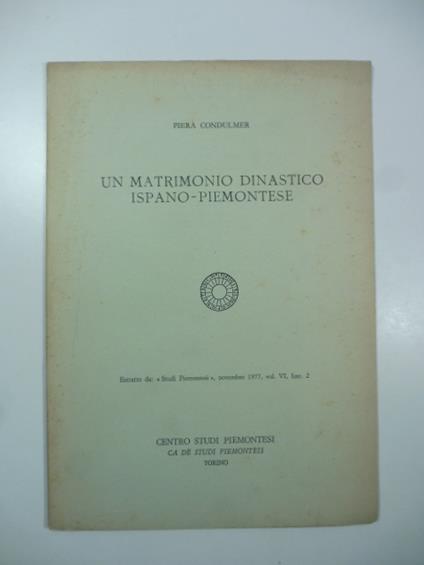 PIERA CONDULMER
UN MATRIMONIO DINASTICO
ISPANO-PIEMONTESE
Estratto da: « Studi Piemontesi », novembre 1977, vol. VI, fasc. 2
CENTRO STUDI PIEMONTESI
CA DË STUDI PIEMONTEIS
TORINO